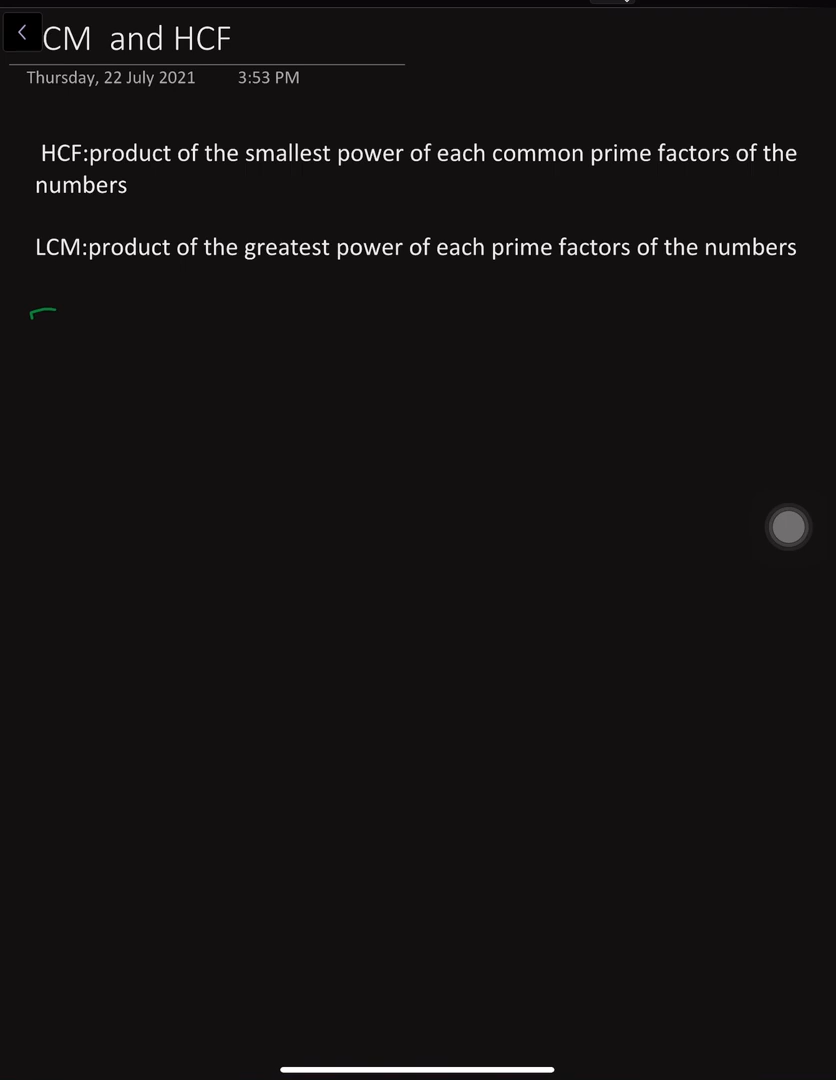 CM and HCF
Thursday, 22 July 2021 3:53 PM
HCF:product of the smallest power of each common prime factors of the
numbers
LCM:product of the greatest power of each prime factors of the numbers